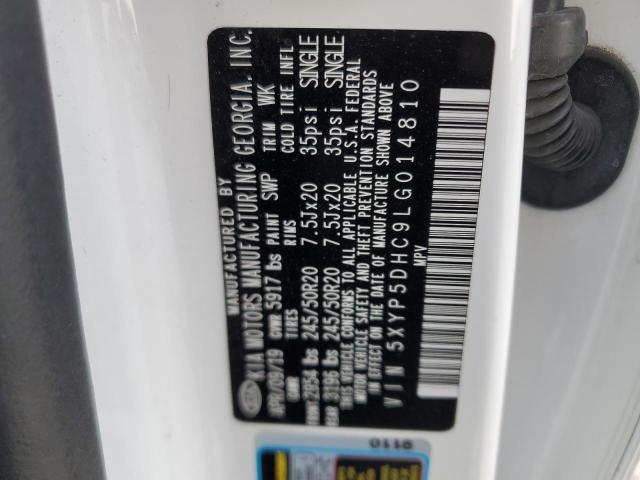 MANUFACTURED BY
KIA KIA MOTORS MANUFACTURING GEORGIA, INC.
APR/09/19 GVWR 5917 lbs PAINT SWP TRIM WK
GAWR TIRES RIMS COLD TIRE INFL
FRONT 2954 lbs 245/50R20 7.5Jx20 35psi SINGLE
REAR 3196 lbs 245/50R20 7.5Jx20 35psi SINGLE
THIS VEHICLE CONFORMS TO ALL APPLICABLE U.S.A. FEDERAL
MOTOR VEHICLE SAFETY AND THEFT PREVENTION STANDARDS
IN EFFECT ON THE DATE OF MANUFACTURE SHOWN ABOVE
VIN 5XYP5DHC9LG014810
MPV
0110